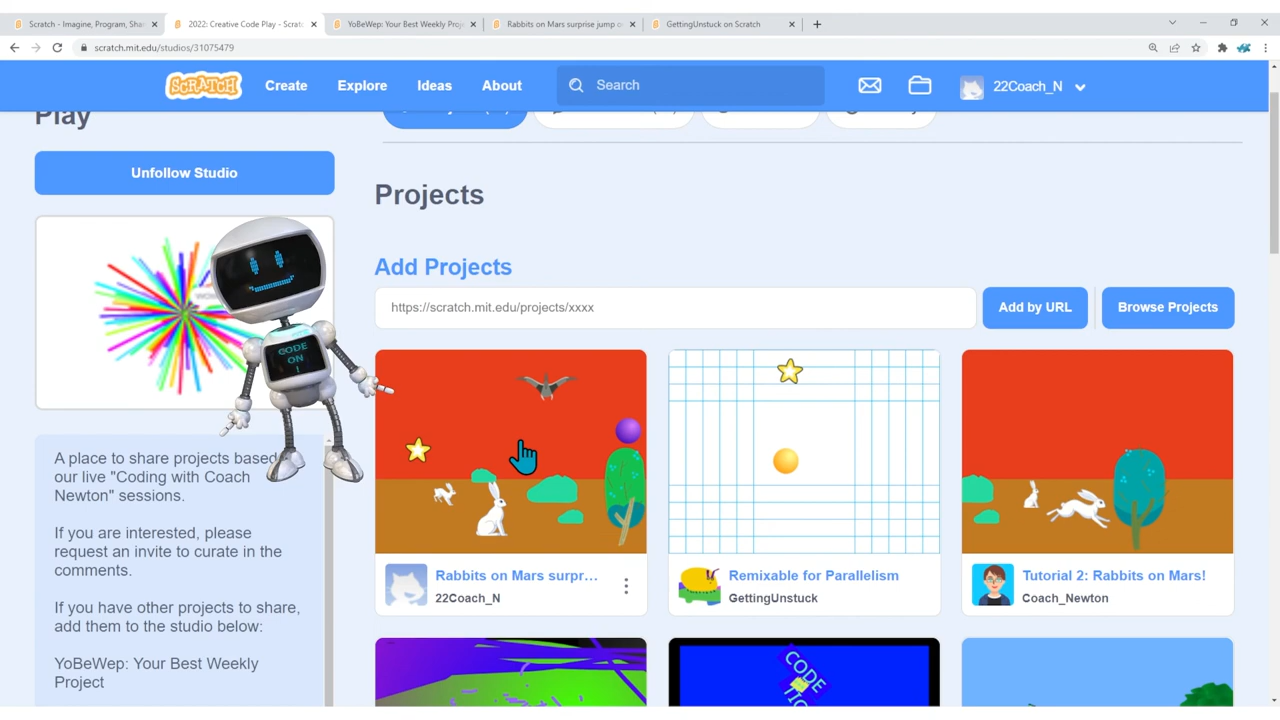 Scratch - Imagine, Program, Shar
2022: Creative Code Play - Scratc
YoBeWep: Your Best Weekly Proje
Rabbits on Mars surprise jump o
GettingUnstuck on Scratch
scratch.mit.edu/studios/31075479
SCRATCH
Create
Explore
Ideas
About
Search
22Coach_N
Play
Unfollow Studio
Projects
Add Projects
https://scratch.mit.edu/projects/xxxx
Add by URL
Browse Projects
CODE
ON
!
A place to share projects based
our live "Coding with Coach
Newton" sessions.
If you are interested, please
request an invite to curate in the
comments.
If you have other projects to share,
add them to the studio below:
YoBeWep: Your Best Weekly
Project
Rabbits on Mars surpr...
22Coach_N
Remixable for Parallelism
GettingUnstuck
Tutorial 2: Rabbits on Mars!
Coach_Newton
CODE